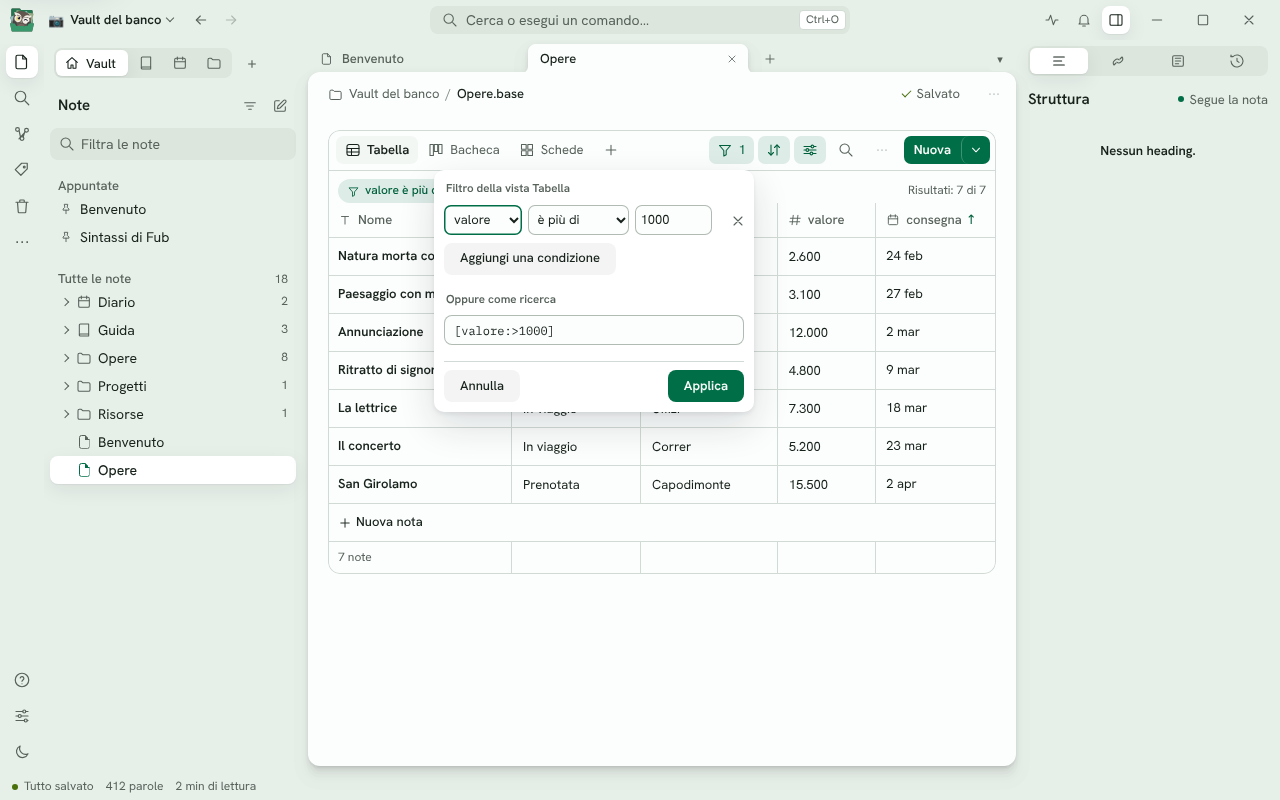 Vault del banco
Cerca o esegui un comando...
Ctrl+O
Vault
Benvenuto
Opere
Note
Filtra le note
Appuntate
Benvenuto
Sintassi di Fub
Tutte le note 18
Diario 2
Guida 3
Opere 8
Progetti 1
Risorse 1
Benvenuto
Opere
Vault del banco / Opere.base
Salvato
Tabella
Bacheca
Schede
1
Nuova
valore è più
Risultati: 7 di 7
Nome
valore
consegna
Filtro della vista Tabella
valore
è più di
1000
Aggiungi una condizione
Oppure come ricerca
[valore:>1000]
Annulla
Applica
Natura morta 2.600 24 feb
Paesaggio con 3.100 27 feb
Annunciazione 12.000 2 mar
Ritratto di 4.800 9 mar
La lettrice In viaggio 7.300 18 mar
Il concerto In viaggio Correr 5.200 23 mar
San Girolamo Prenotata Capodimonte 15.500 2 apr
Nuova nota
7 note
Struttura
Segue la nota
Nessun heading.
Tutto salvato 412 parole 2 min di lettura